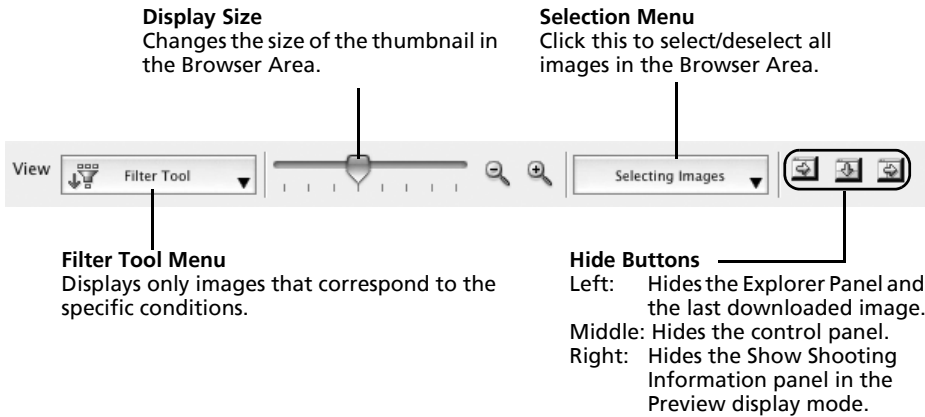 Display Size
Changes the size of the thumbnail in
the Browser Area.
Selection Menu
Click this to select/deselect all
images in the Browser Area.
View
Filter Tool
Selecting Images
Filter Tool Menu
Displays only images that correspond to the
specific conditions.
Hide Buttons
Left: Hides the Explorer Panel and
the last downloaded image.
Middle: Hides the control panel.
Right: Hides the Show Shooting
Information panel in the
Preview display mode.